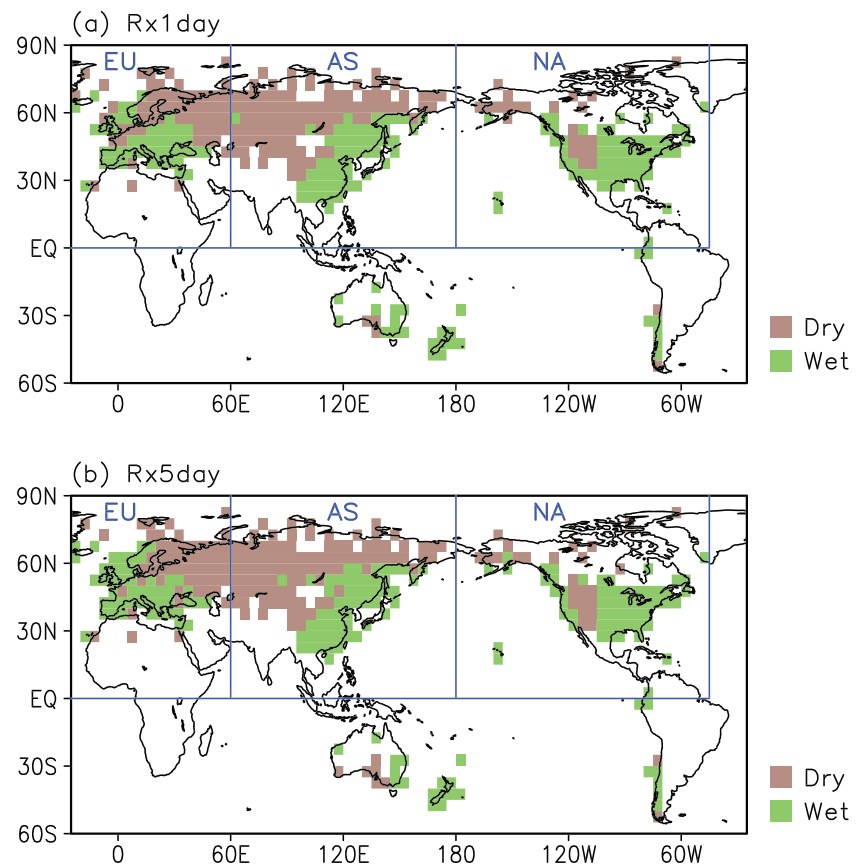 (a) Rx1day
90N
EU AS NA
60N
30N
EQ
30S
60S
0 60E 120E 180 120W 60W
Dry
Wet
(b) Rx5day
90N
EU AS NA
60N
30N
EQ
30S
60S
0 60E 120E 180 120W 60W
Dry
Wet